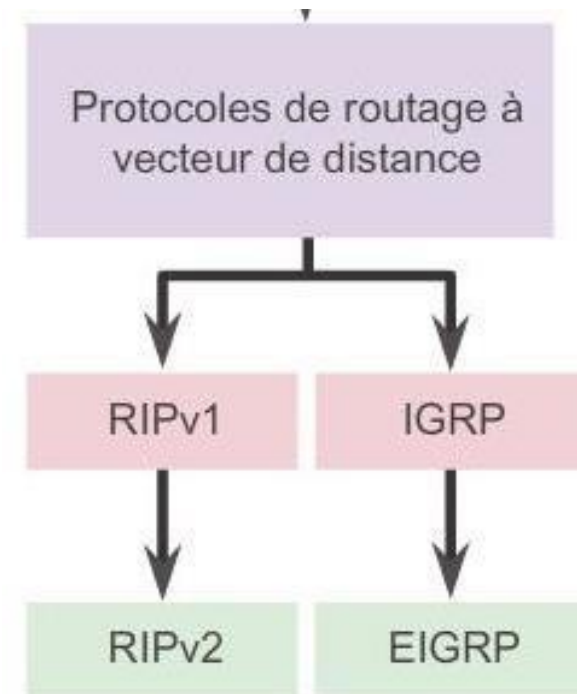 Protocoles de routage à
vecteur de distance
RIPv1
IGRP
RIPv2
EIGRP